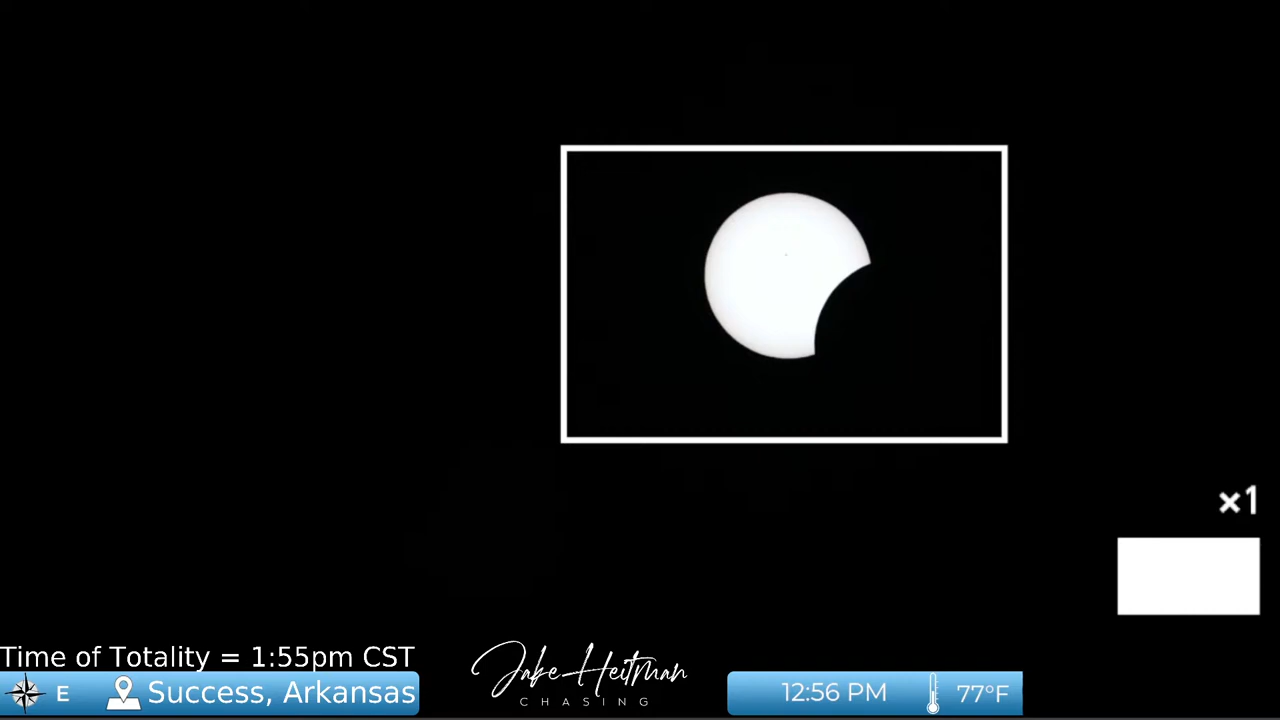 ×1
Time of Totality = 1:55pm CST
Jake Heitman
CHASING
E
Success, Arkansas
12:56 PM
77°F